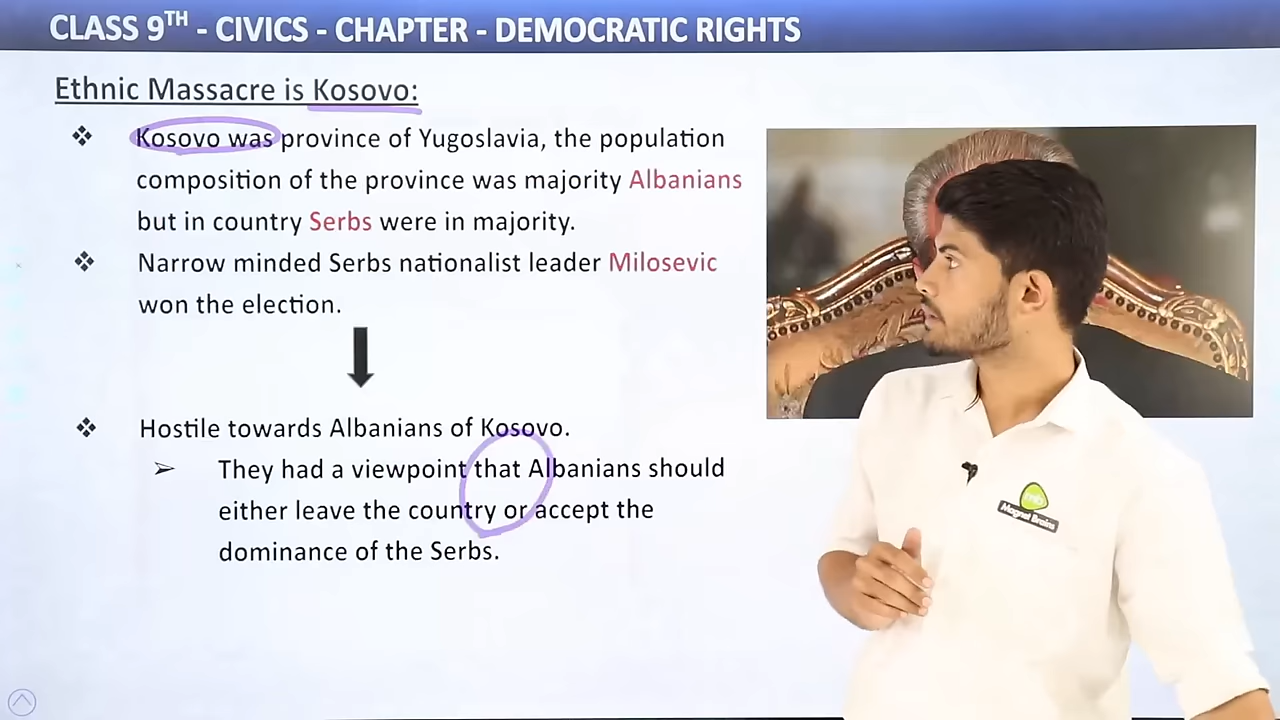 CLASS 9TH - CIVICS - CHAPTER - DEMOCRATIC RIGHTS
Ethnic Massacre is Kosovo:
❖ Kosovo was province of Yugoslavia, the population
composition of the province was majority Albanians
but in country Serbs were in majority.
❖ Narrow minded Serbs nationalist leader Milosevic
won the election.
❖ Hostile towards Albanians of Kosovo.
➢ They had a viewpoint that Albanians should
either leave the country or accept the
dominance of the Serbs.
mb
Magnet Brains